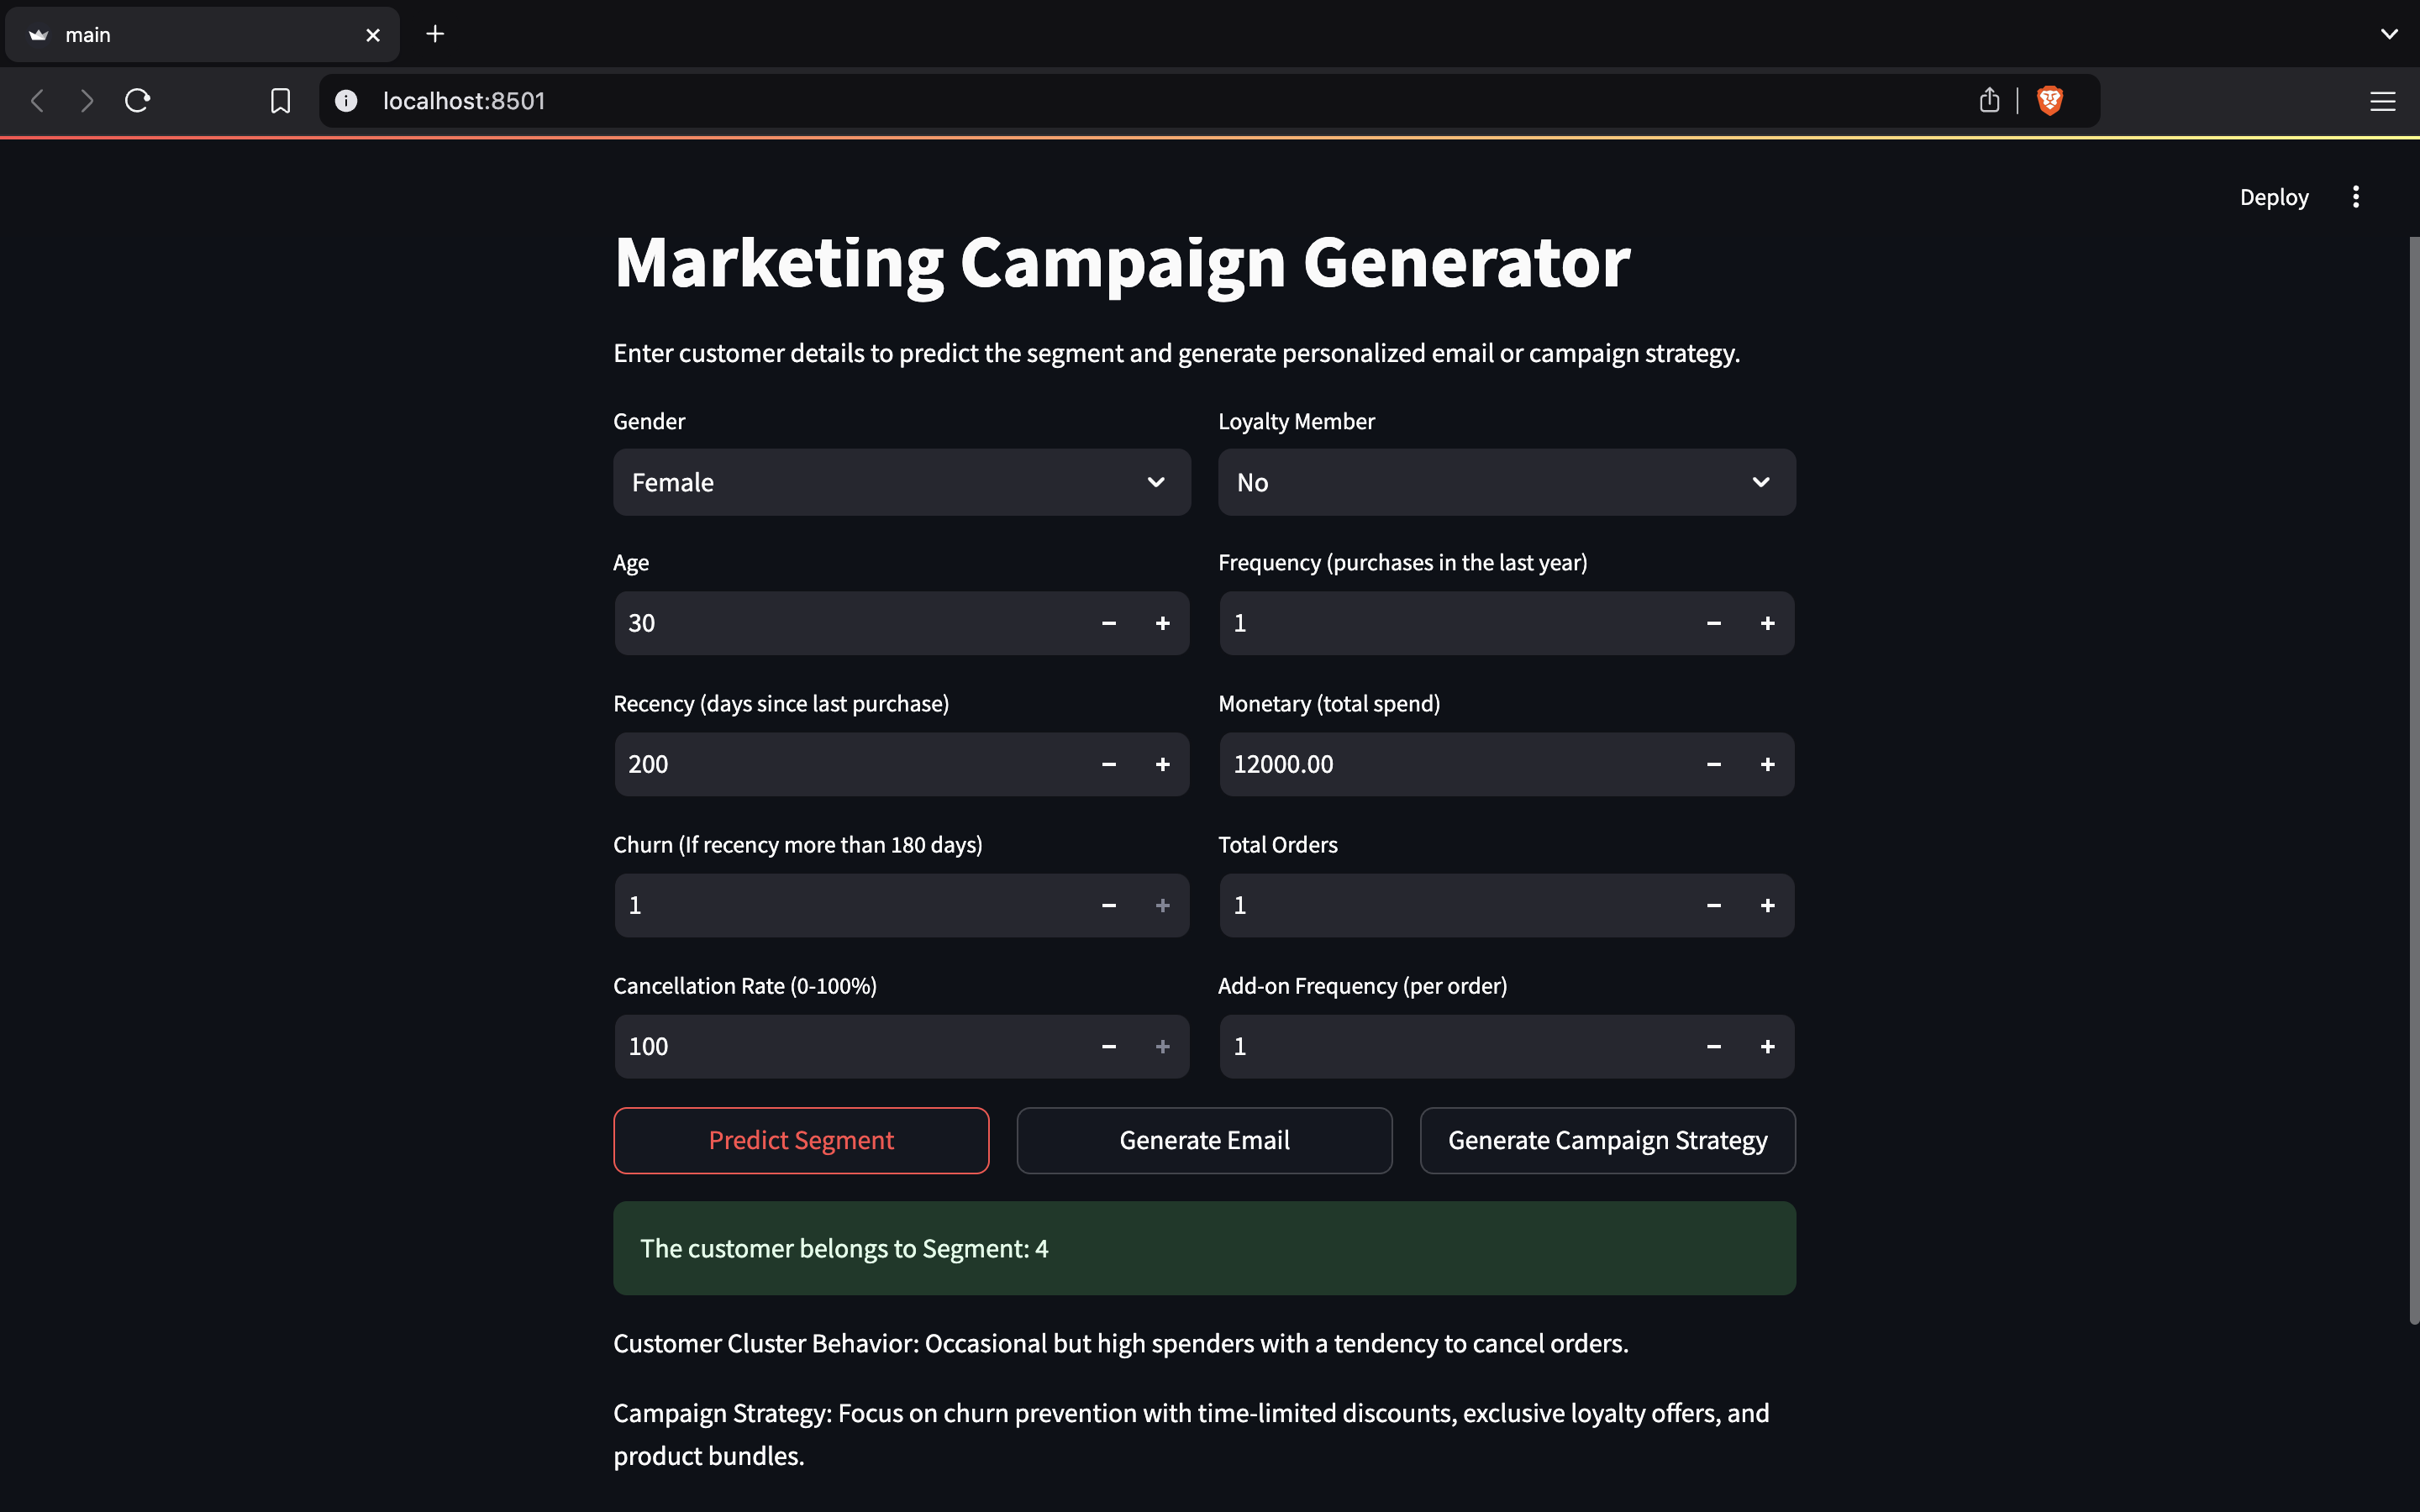 main
localhost:8501
Deploy
Marketing Campaign Generator
Enter customer details to predict the segment and generate personalized email or campaign strategy.
Gender
Loyalty Member
Female
No
Age
Frequency (purchases in the last year)
30
1
Recency (days since last purchase)
Monetary (total spend)
200
12000.00
Churn (If recency more than 180 days)
Total Orders
1
1
Cancellation Rate (0-100%)
Add-on Frequency (per order)
100
1
Predict Segment
Generate Email
Generate Campaign Strategy
The customer belongs to Segment: 4
Customer Cluster Behavior: Occasional but high spenders with a tendency to cancel orders.
Campaign Strategy: Focus on churn prevention with time-limited discounts, exclusive loyalty offers, and
product bundles.